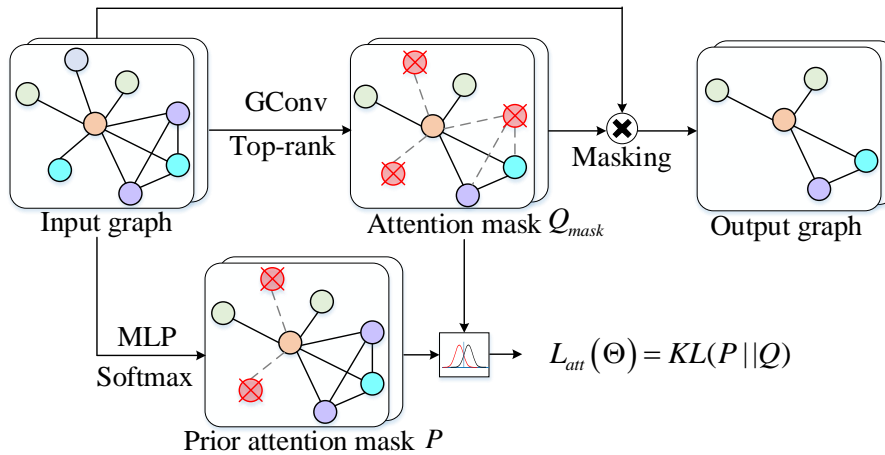 GConv
Top-rank
Masking
Input graph
Attention mask Q_mask
Output graph
MLP
Softmax
L_att(Θ) = KL(P||Q)
Prior attention mask P